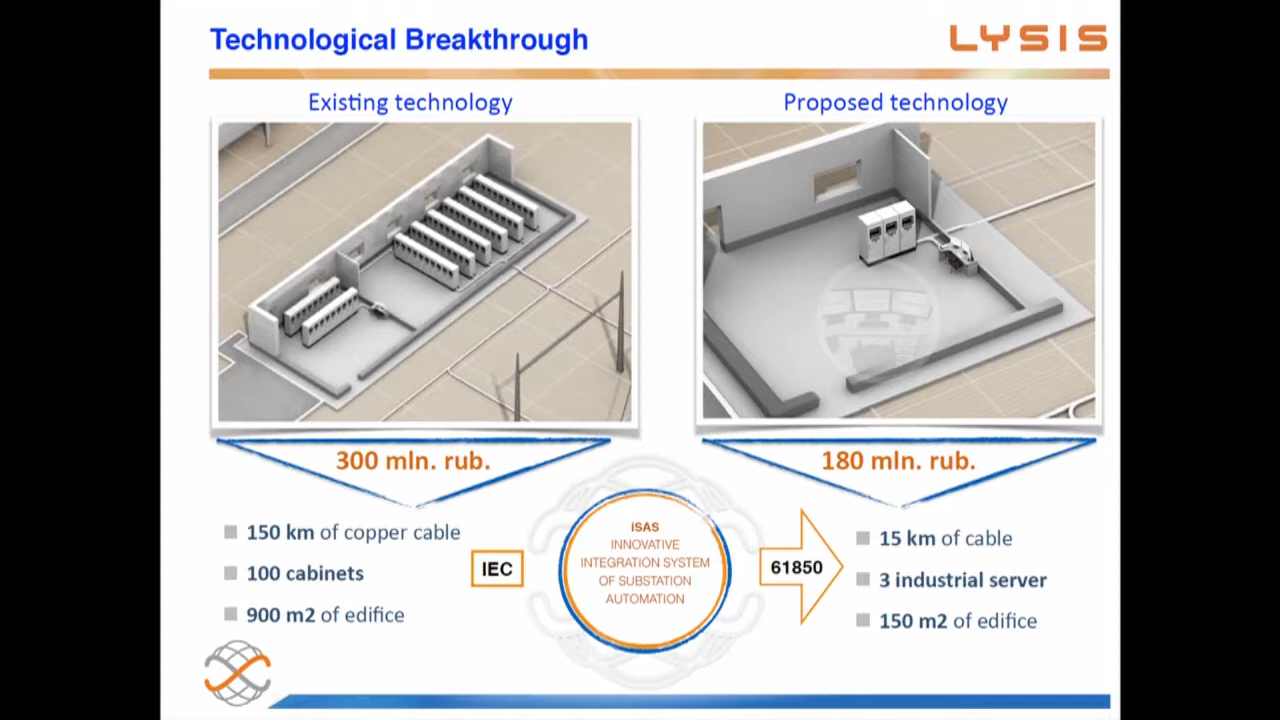 Technological Breakthrough
LYSIS
Existing technology
Proposed technology
300 mln. rub.
180 mln. rub.
150 km of copper cable
100 cabinets
900 m2 of edifice
IEC
iSAS
INNOVATIVE
INTEGRATION SYSTEM
OF SUBSTATION
AUTOMATION
61850
15 km of cable
3 industrial server
150 m2 of edifice